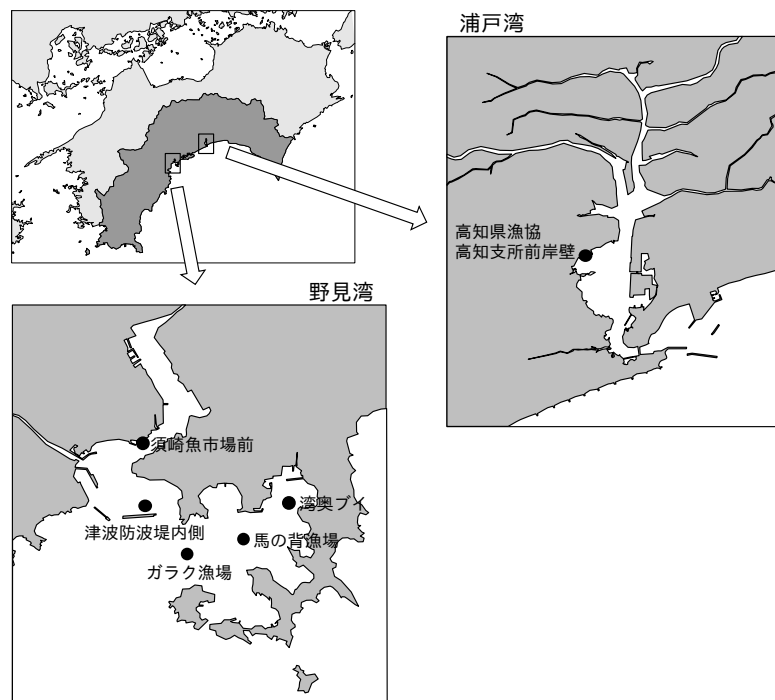 浦戸湾
高知県漁協
高知支所前岸壁
野見湾
須崎魚市場前
湾奥ブイ
津波防波堤内側
馬の背漁場
ガラク漁場